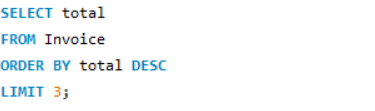 SELECT total
FROM Invoice
ORDER BY total DESC
LIMIT 3;